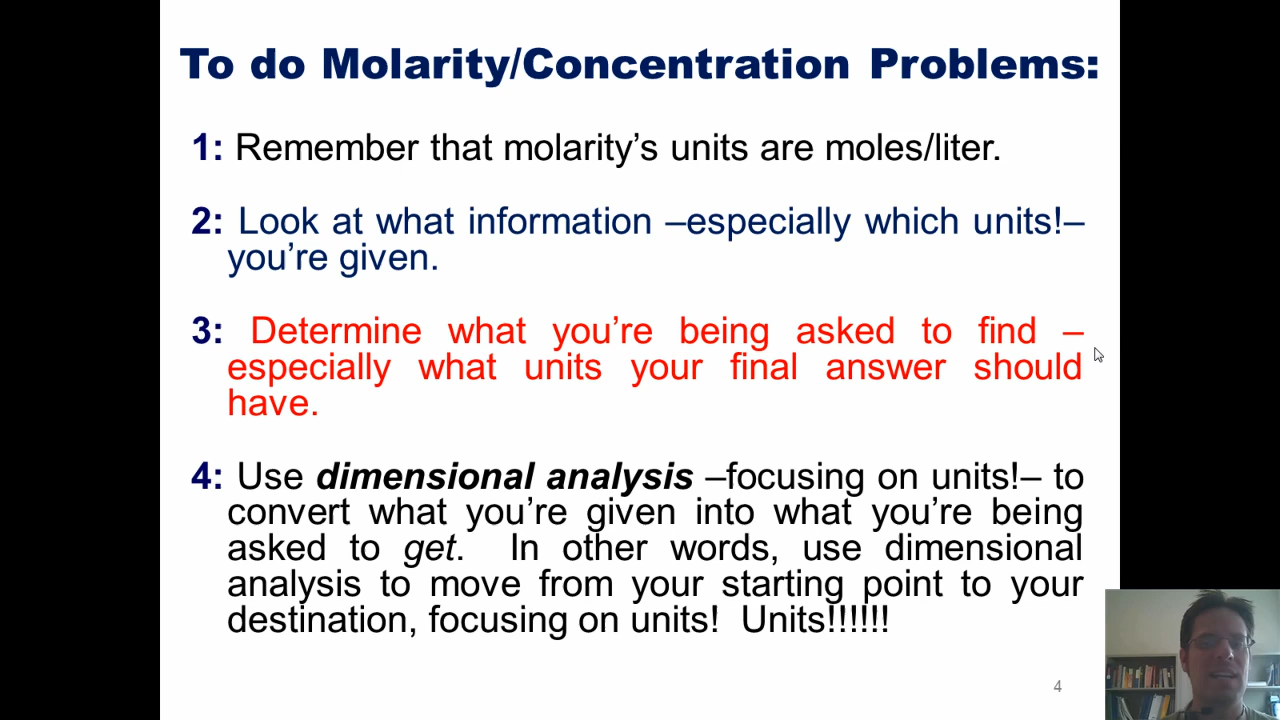 To do Molarity/Concentration Problems:
1: Remember that molarity’s units are moles/liter.
2: Look at what information –especially which units!–
you’re given.
3: Determine what you’re being asked to find –
especially what units your final answer should
have.
4: Use dimensional analysis –focusing on units!– to
convert what you’re given into what you’re being
asked to get. In other words, use dimensional
analysis to move from your starting point to your
destination, focusing on units! Units!!!!!!
4